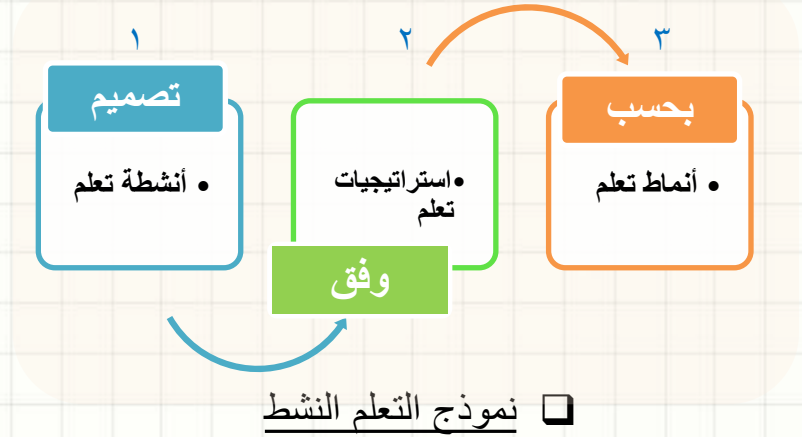 ١
٢
٣
تصميم
• أنشطة تعلم
•استراتيجيات
تعلم
وفق
بحسب
• أنماط تعلم
نموذج التعلم النشط